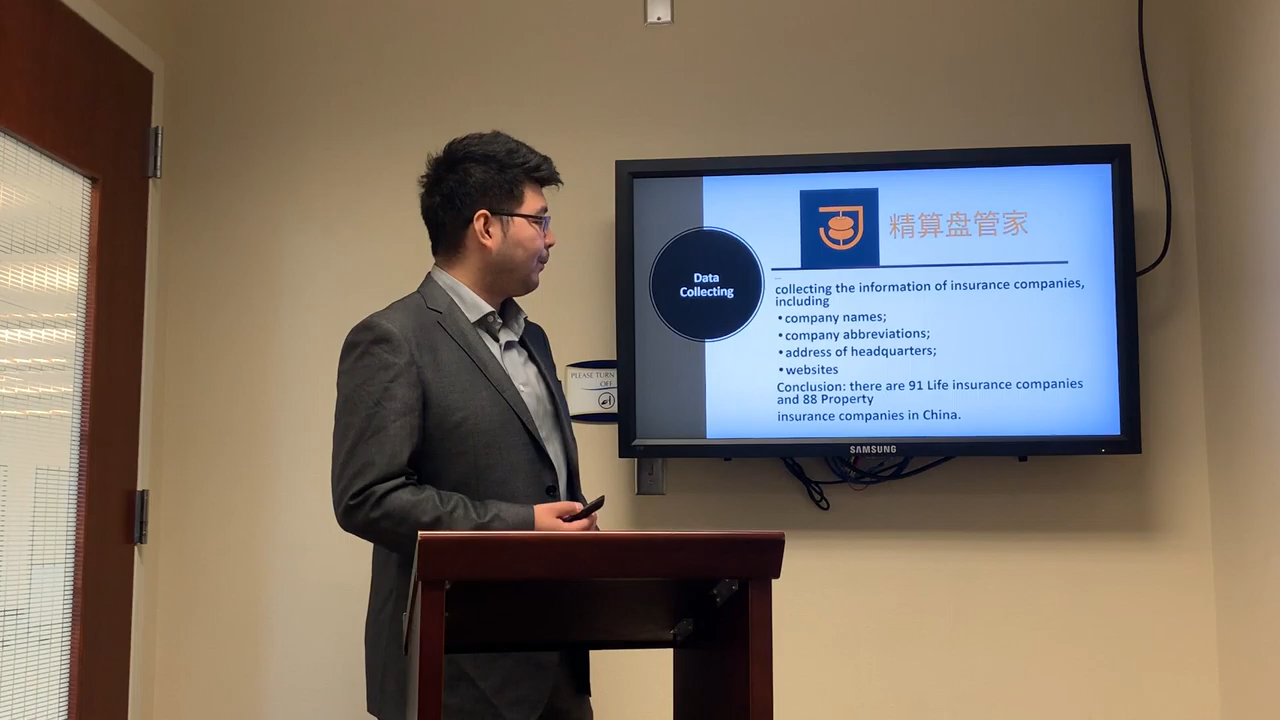 精算盘管家
Data
Collecting
collecting the information of insurance companies,
including
•company names;
•company abbreviations;
•address of headquarters;
•websites
Conclusion: there are 91 Life insurance companies
and 88 Property
insurance companies in China.
PLEASE TURN
OFF
SAMSUNG